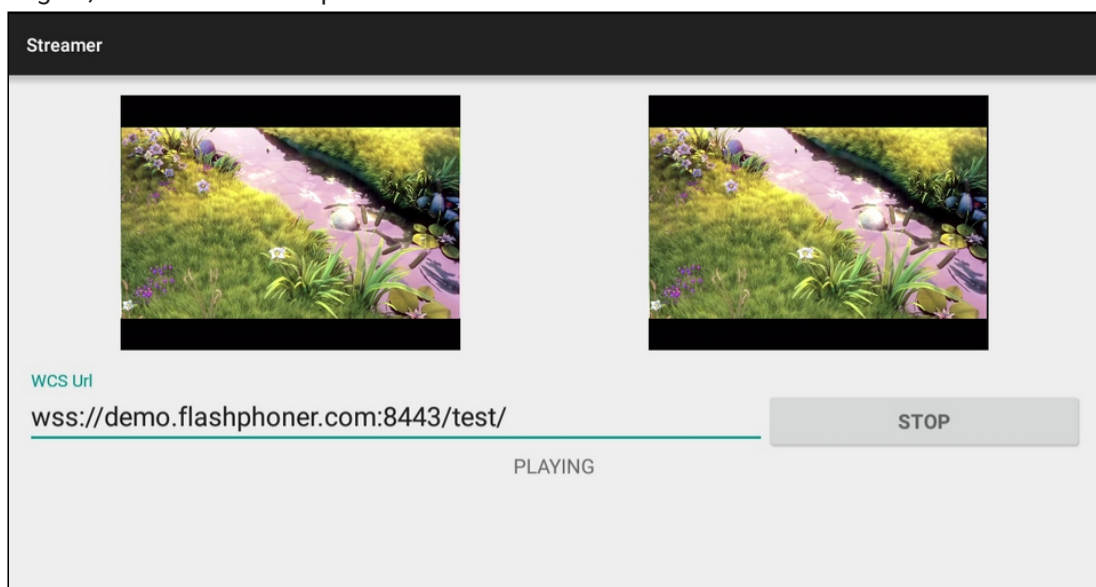 Streamer
WCS Url
wss://demo.flashphoner.com:8443/test/
STOP
PLAYING